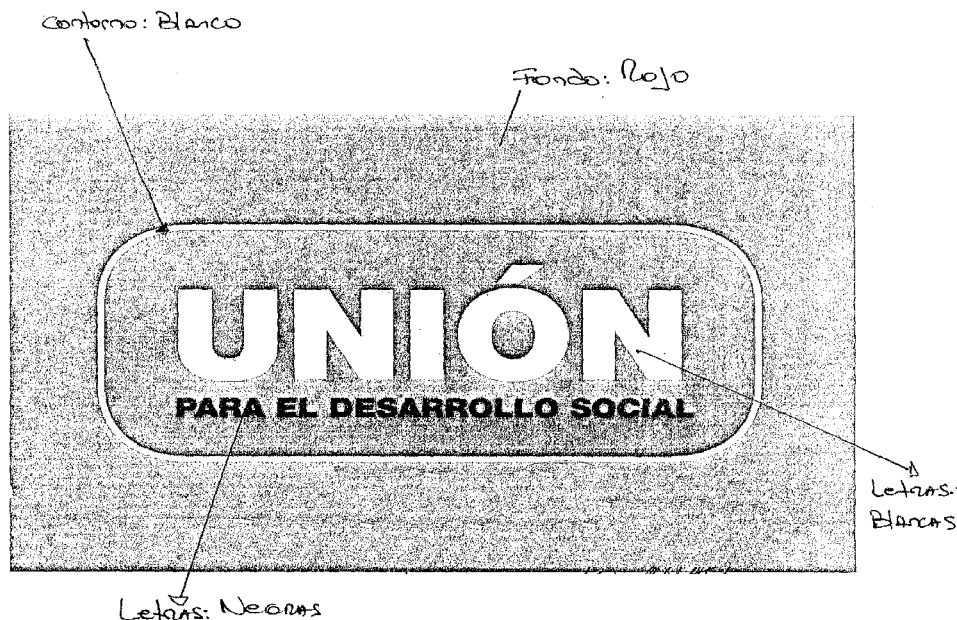 Contorno: Blanco
Fondo: Rojo
UNIÓN
PARA EL DESARROLLO SOCIAL
Letras:
Blancas
Letras: Negras